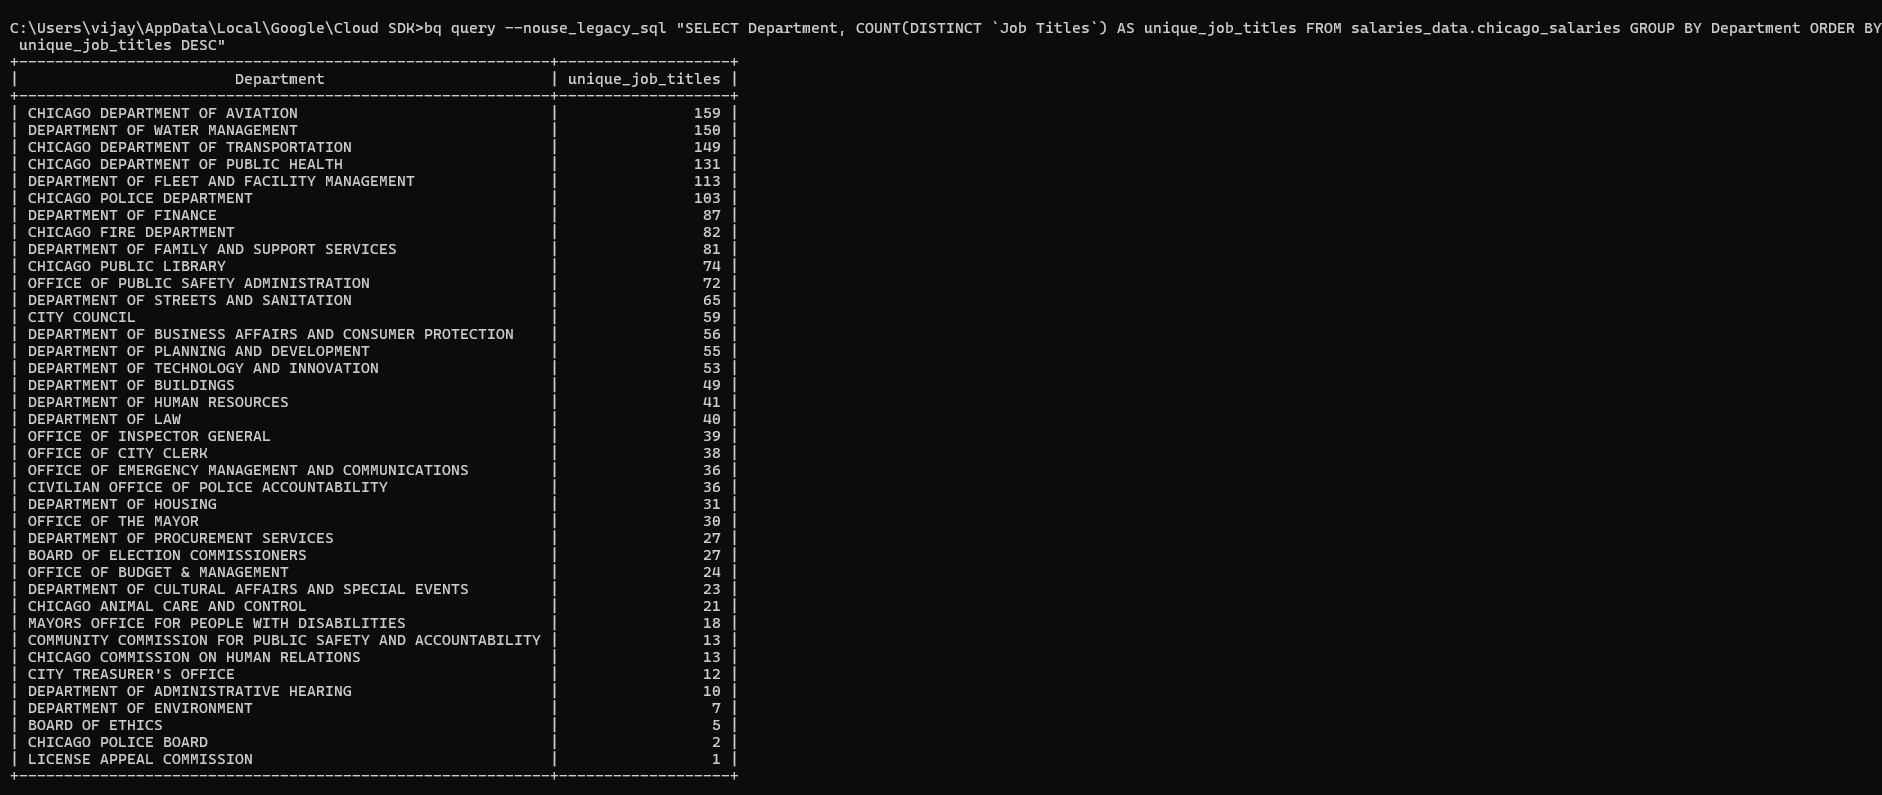 C:\Users\vijay\AppData\Local\Google\Cloud SDK>bq query --nouse_legacy_sql "SELECT Department, COUNT(DISTINCT `Job Titles`) AS unique_job_titles FROM salaries_data.chicago_salaries GROUP BY Department ORDER BY
 unique_job_titles DESC"
+-----------------------------------------------------------+-------------------+
|                        Department                         | unique_job_titles |
+-----------------------------------------------------------+-------------------+
| CHICAGO DEPARTMENT OF AVIATION                            |               159 |
| DEPARTMENT OF WATER MANAGEMENT                            |               150 |
| CHICAGO DEPARTMENT OF TRANSPORTATION                      |               149 |
| CHICAGO DEPARTMENT OF PUBLIC HEALTH                       |               131 |
| DEPARTMENT OF FLEET AND FACILITY MANAGEMENT               |               113 |
| CHICAGO POLICE DEPARTMENT                                 |               103 |
| DEPARTMENT OF FINANCE                                     |                87 |
| CHICAGO FIRE DEPARTMENT                                   |                82 |
| DEPARTMENT OF FAMILY AND SUPPORT SERVICES                 |                81 |
| CHICAGO PUBLIC LIBRARY                                    |                74 |
| OFFICE OF PUBLIC SAFETY ADMINISTRATION                    |                72 |
| DEPARTMENT OF STREETS AND SANITATION                      |                65 |
| CITY COUNCIL                                              |                59 |
| DEPARTMENT OF BUSINESS AFFAIRS AND CONSUMER PROTECTION    |                56 |
| DEPARTMENT OF PLANNING AND DEVELOPMENT                    |                55 |
| DEPARTMENT OF TECHNOLOGY AND INNOVATION                   |                53 |
| DEPARTMENT OF BUILDINGS                                   |                49 |
| DEPARTMENT OF HUMAN RESOURCES                             |                41 |
| DEPARTMENT OF LAW                                         |                40 |
| OFFICE OF INSPECTOR GENERAL                               |                39 |
| OFFICE OF CITY CLERK                                      |                38 |
| OFFICE OF EMERGENCY MANAGEMENT AND COMMUNICATIONS         |                36 |
| CIVILIAN OFFICE OF POLICE ACCOUNTABILITY                  |                36 |
| DEPARTMENT OF HOUSING                                     |                31 |
| OFFICE OF THE MAYOR                                       |                30 |
| DEPARTMENT OF PROCUREMENT SERVICES                        |                27 |
| BOARD OF ELECTION COMMISSIONERS                           |                27 |
| OFFICE OF BUDGET & MANAGEMENT                             |                24 |
| DEPARTMENT OF CULTURAL AFFAIRS AND SPECIAL EVENTS         |                23 |
| CHICAGO ANIMAL CARE AND CONTROL                           |                21 |
| MAYORS OFFICE FOR PEOPLE WITH DISABILITIES                |                18 |
| COMMUNITY COMMISSION FOR PUBLIC SAFETY AND ACCOUNTABILITY |                13 |
| CHICAGO COMMISSION ON HUMAN RELATIONS                     |                13 |
| CITY TREASURER'S OFFICE                                   |                12 |
| DEPARTMENT OF ADMINISTRATIVE HEARING                      |                10 |
| DEPARTMENT OF ENVIRONMENT                                 |                 7 |
| BOARD OF ETHICS                                           |                 5 |
| CHICAGO POLICE BOARD                                      |                 2 |
| LICENSE APPEAL COMMISSION                                 |                 1 |
+-----------------------------------------------------------+-------------------+